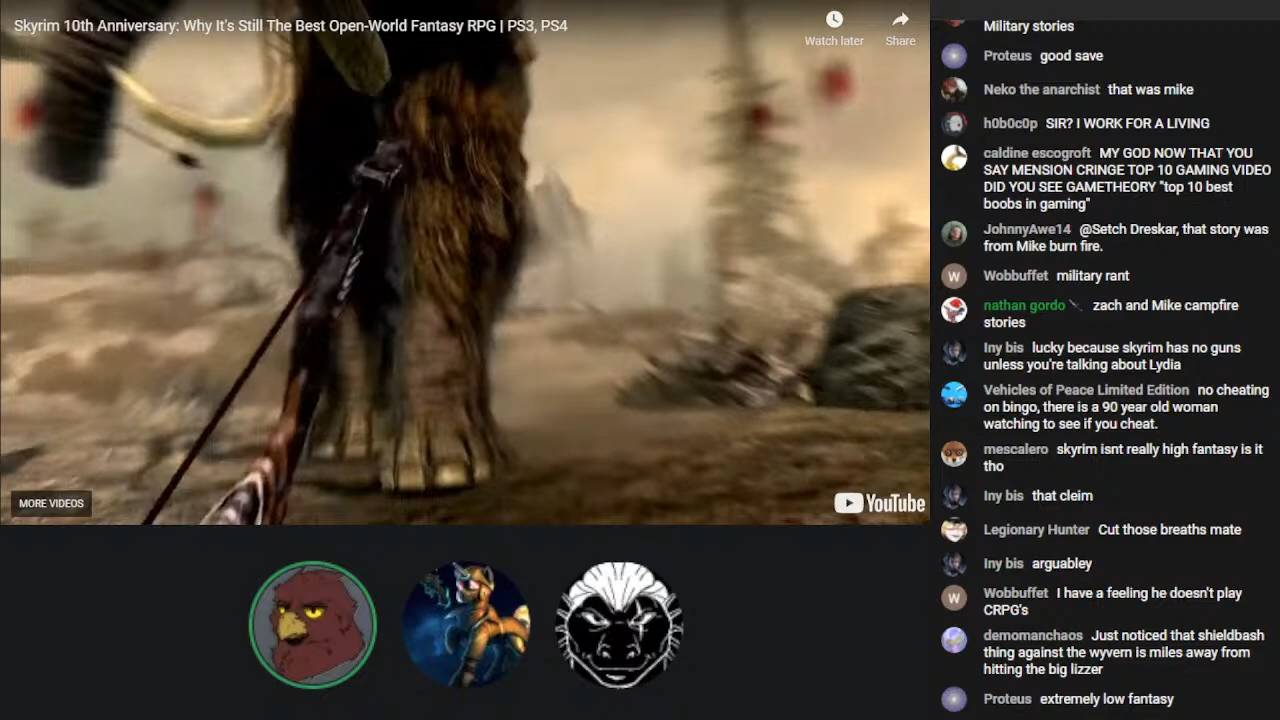 Skyrim 10th Anniversary: Why It's Still The Best Open-World Fantasy RPG | PS3, PS4
Watch later
Share
MORE VIDEOS
YouTube
Military stories
Proteus good save
Neko the anarchist that was mike
h0b0c0p SIR? I WORK FOR A LIVING
caldine escogroft MY GOD NOW THAT YOU
SAY MENSION CRINGE TOP 10 GAMING VIDEO
DID YOU SEE GAMETHEORY "top 10 best
boobs in gaming"
JohnnyAwe14 @Setch Dreskar, that story was
from Mike burn fire.
W
Wobbuffet military rant
nathan gordo zach and Mike campfire
stories
Iny bis lucky because skyrim has no guns
unless you're talking about Lydia
Vehicles of Peace Limited Edition no cheating
on bingo, there is a 90 year old woman
watching to see if you cheat.
mescalero skyrim isnt really high fantasy is it
tho
Iny bis that cleim
Legionary Hunter Cut those breaths mate
Iny bis arguabley
W
Wobbuffet I have a feeling he doesn't play
CRPG's
demomanchaos Just noticed that shieldbash
thing against the wyvern is miles away from
hitting the big lizzer
Proteus extremely low fantasy